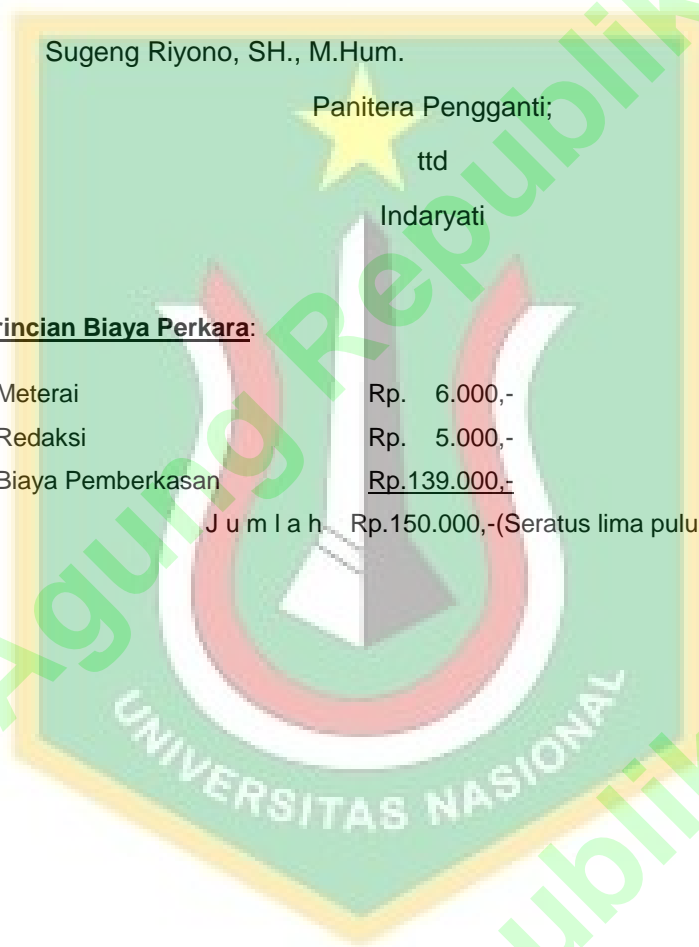 Sugeng Riyono, SH., M.Hum.
Panitera Pengganti;
ttd
Indaryati
rincian Biaya Perkara:
Meterai Rp. 6.000,-
Redaksi Rp. 5.000,-
Biaya Pemberkasan Rp.139.000,-
J u m l a h Rp.150.000,-(Seratus lima pulu
UNIVERSITAS NASIONAL
Agung Republik
ublik